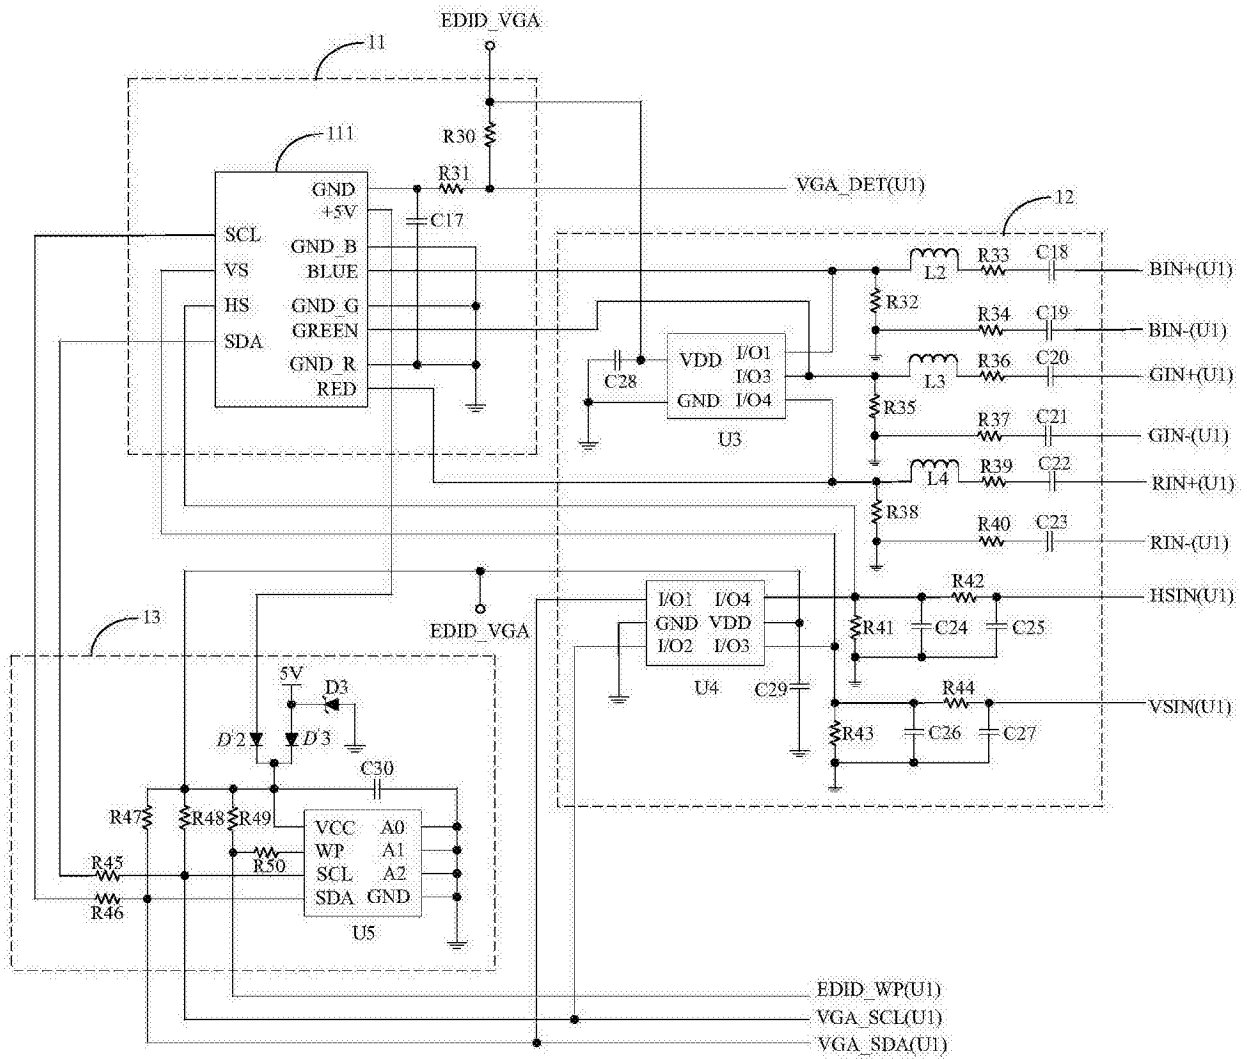 EDID_VGA
11
R30
111
R31
VGA_DET(U1)
GND
+5V
C17
12
SCL
GND_B
VS
BLUE
L2
R33
C18
BIN+(U1)
HS
GND_G
R32
GREEN
R34
C19
BIN-(U1)
SDA
GND_R
RED
C28
VDD
I/O1
I/O3
GND
I/O4
U3
L3
R36
C20
GIN+(U1)
R35
R37
C21
GIN-(U1)
L4
R39
C22
RIN+(U1)
R38
R40
C23
RIN-(U1)
EDID_VGA
I/O1
I/O4
GND
VDD
I/O2
I/O3
U4
R42
HSIN(U1)
R41
C24
C25
C29
R44
VSIN(U1)
R43
C26
C27
13
5V
D3
D2
D3
C30
R47
R48
R49
VCC
A0
WP
A1
R50
R45
SCL
A2
R46
SDA
GND
U5
EDID_WP(U1)
VGA_SCL(U1)
VGA_SDA(U1)